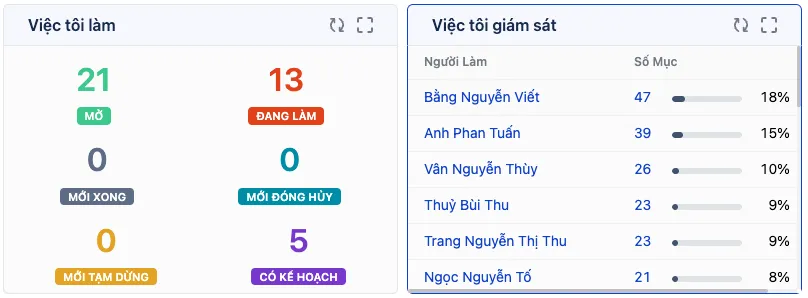 Việc tôi làm
21
MỞ
13
ĐANG LÀM
0
MỚI XONG
0
MỚI ĐÓNG HỦY
0
MỚI TẠM DỪNG
5
CÓ KẾ HOẠCH
Việc tôi giám sát
Người Làm Số Mục
Bằng Nguyễn Viết 47 18%
Anh Phan Tuấn 39 15%
Vân Nguyễn Thùy 26 10%
Thuỷ Bùi Thu 23 9%
Trang Nguyễn Thị Thu 23 9%
Ngọc Nguyễn Tố 21 8%